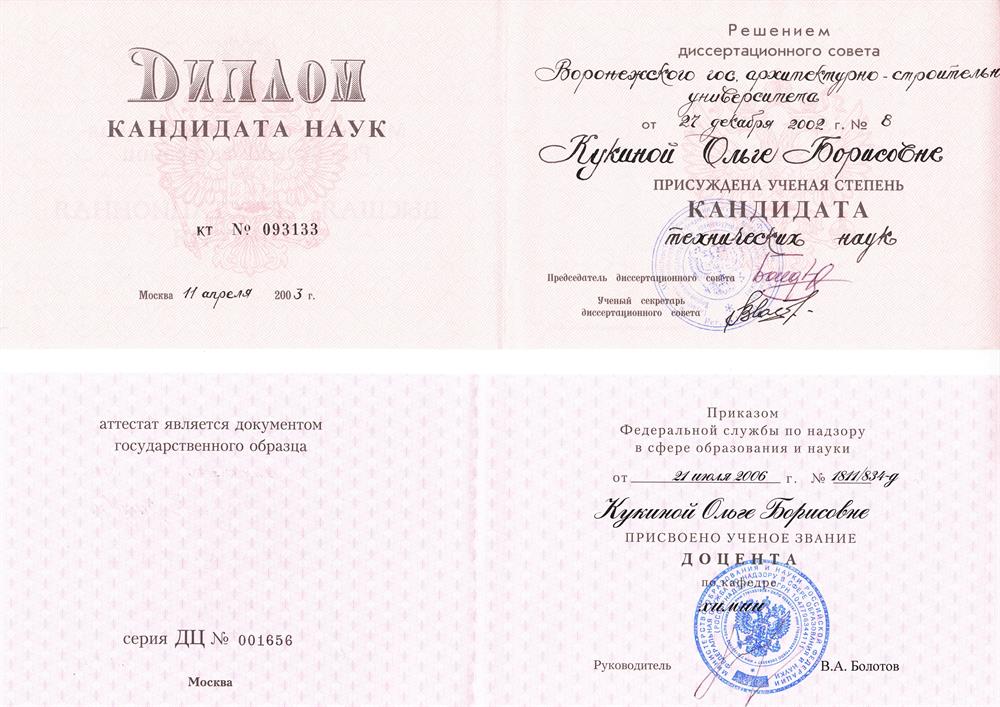 ДИПЛОМ
КАНДИДАТА НАУК
КТ № 093133
Москва 11 апреля 2003 г.
Решением
диссертационного совета
Воронежского гос. архитектурно-строительн
университета
от 27 декабря 2002 г. № 8
Кукиной Ольге Борисовне
ПРИСУЖДЕНА УЧЕНАЯ СТЕПЕНЬ
КАНДИДАТА
технических наук
Председатель диссертационного совета
Ученый секретарь
диссертационного совета
аттестат является документом
государственного образца
серия ДЦ № 001656
Москва
Приказом
Федеральной службы по надзору
в сфере образования и науки
от 21 июля 2006 г. № 1811/834-д
Кукиной Ольге Борисовне
ПРИСВОЕНО УЧЕНОЕ ЗВАНИЕ
ДОЦЕНТА
по кафедре
химии
Руководитель В.А. Болотов